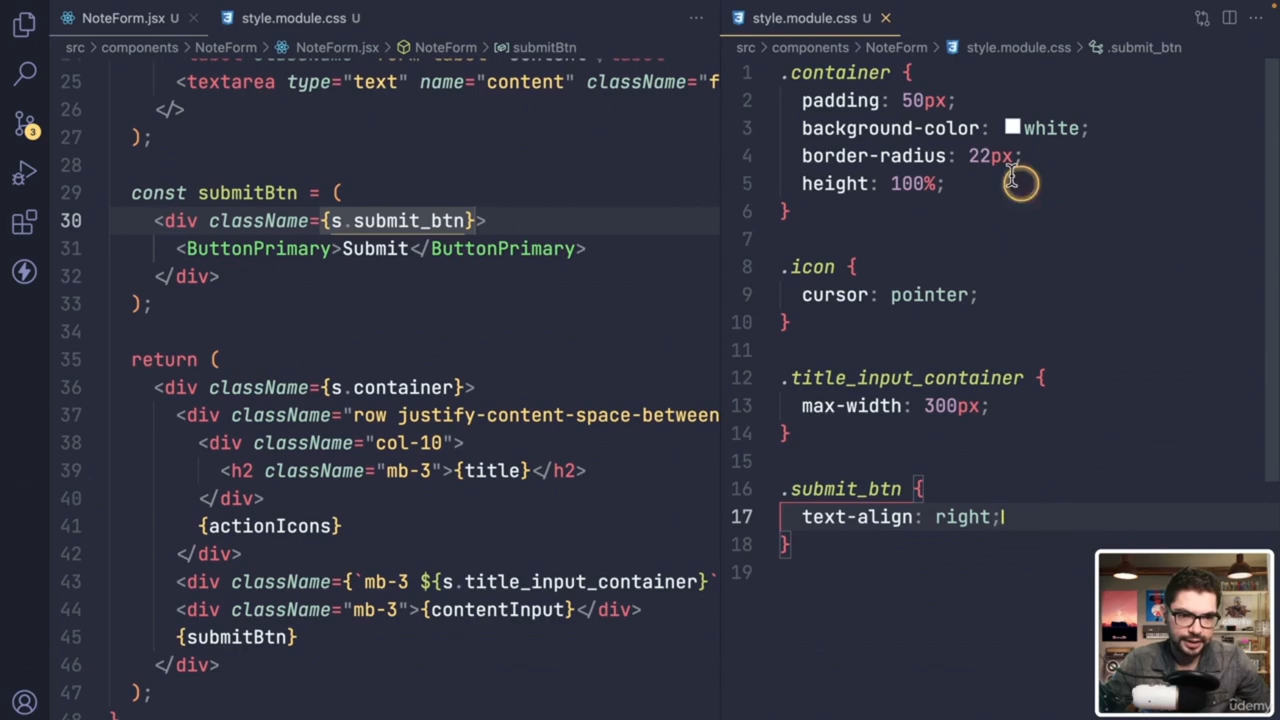 NoteForm.jsx U
style.module.css U
src components NoteForm NoteForm.jsx NoteForm submitBtn
25 <textarea type="text" name="content" className="f
26 </>
27 );
28
29 const submitBtn = (
30 <div className={s.submit_btn}>
31 <ButtonPrimary>Submit</ButtonPrimary>
32 </div>
33 );
34
35 return (
36 <div className={s.container}>
37 <div className="row justify-content-space-between
38 <div className="col-10">
39 <h2 className="mb-3">{title}</h2>
40 </div>
41 {actionIcons}
42 </div>
43 <div className={`mb-3 ${s.title_input_container}`
44 <div className="mb-3">{contentInput}</div>
45 {submitBtn}
46 </div>
47 );
3
style.module.css U
src components NoteForm style.module.css .submit_btn
1 .container {
2 padding: 50px;
3 background-color: white;
4 border-radius: 22px;
5 height: 100%;
6 }
7
8 .icon {
9 cursor: pointer;
10 }
11
12 .title_input_container {
13 max-width: 300px;
14 }
15
16 .submit_btn {
17 text-align: right;
18 }
19
udemy